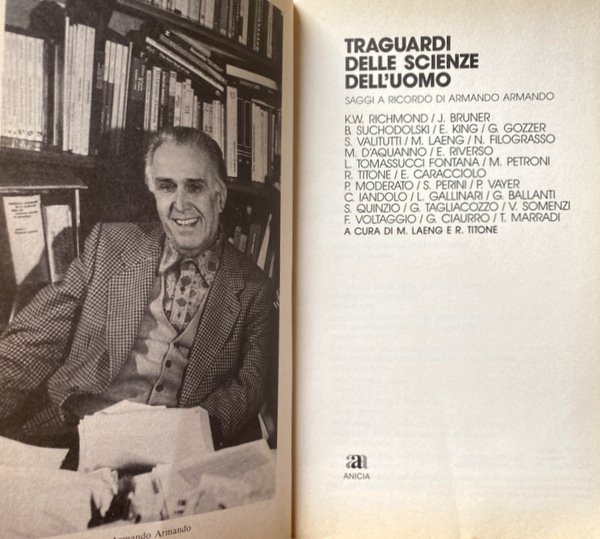 Armando Armando
TRAGUARDI
DELLE SCIENZE
DELL'UOMO
SAGGI A RICORDO DI ARMANDO ARMANDO
K.W. RICHMOND / J. BRUNER
B. SUCHODOLSKI / E. KING / G. GOZZER
S. VALITUTTI / M. LAENG / N. FILOGRASSO
M. D'AQUANNO / E. RIVERSO
L. TOMASSUCCI FONTANA / M. PETRONI
R. TITONE / E. CARACCIOLO
P. MODERATO / S. PERINI / P. VAYER
C. IANDOLO / L. GALLINARI / G. BALLANTI
S. QUINZIO / G. TAGLIACOZZO / V. SOMENZI
F. VOLTAGGIO / G. CIAURRO / T. MARRADI
A CURA DI M. LAENG E R. TITONE
ANICIA